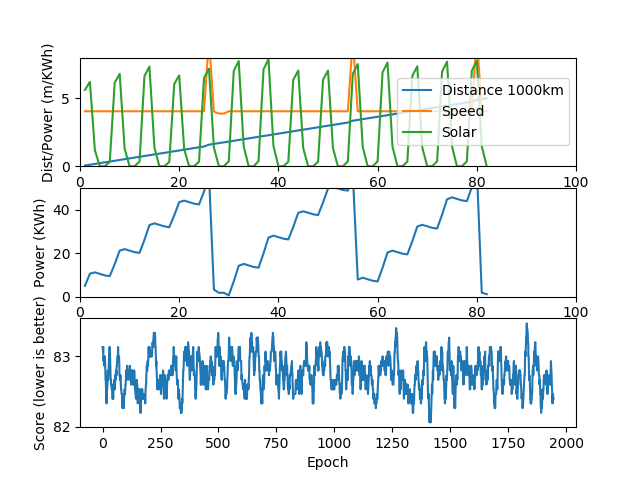 Dist/Power (m/KWh)
5
0
Distance 1000km
Speed
Solar
0 20 40 60 80 100
Power (KWh)
40
20
0
0 20 40 60 80 100
Score (lower is better)
83
82
0 250 500 750 1000 1250 1500 1750 2000
Epoch